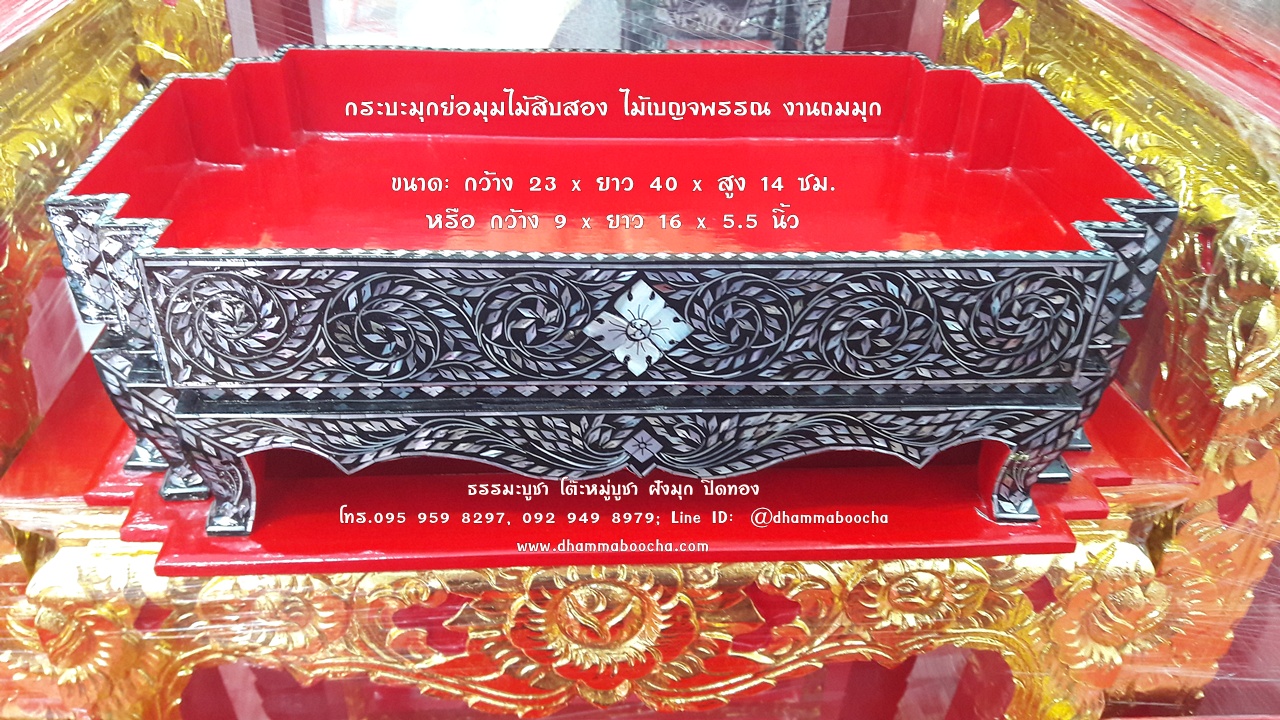 กระบะมุกย่อมุมไม้สิบสอง ไม้เบญจพรรณ งานถมมุก
ขนาด: กว้าง 23 x ยาว 40 x สูง 14 ซม.
หรือ กว้าง 9 x ยาว 16 x 5.5 นิ้ว
ธรรมะบูชา โต๊ะหมู่บูชา ฝังมุก ปิดทอง
โทร.095 959 8297, 092 949 8979; Line ID: @dhammaboocha
www.dhammaboocha.com